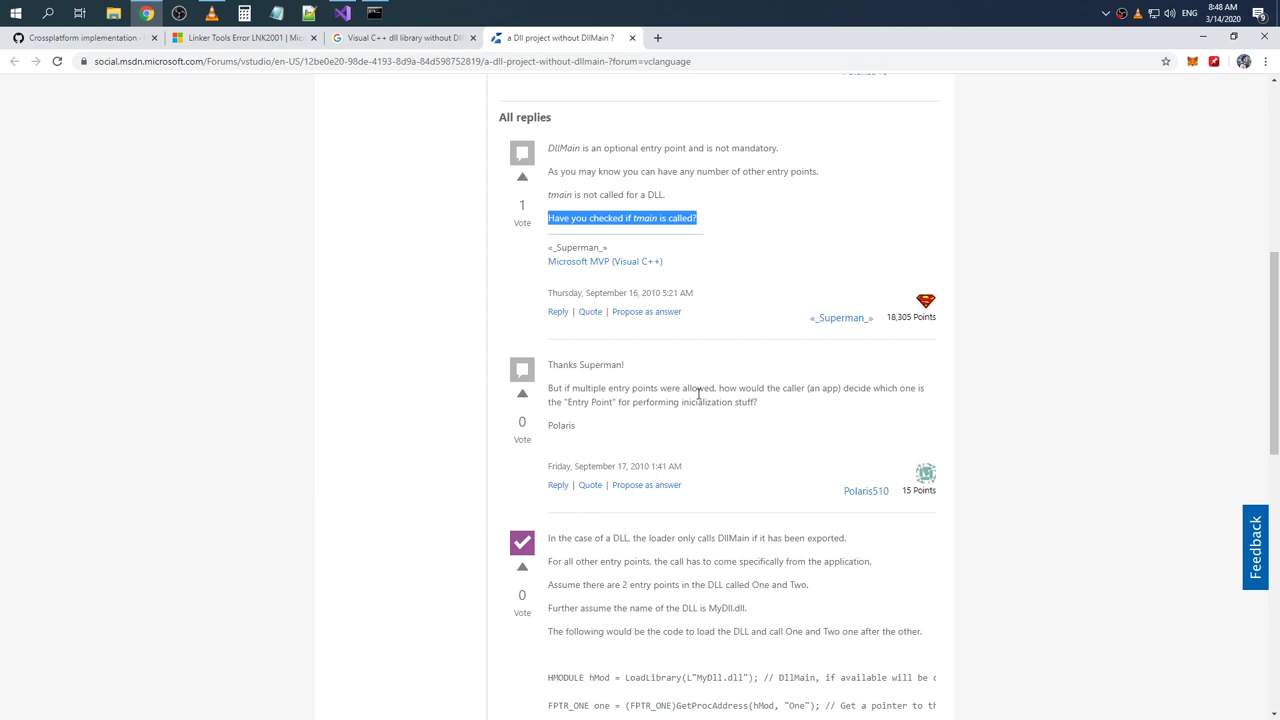 8:48 AM
3/14/2020
Crossplatform implementation ·
Linker Tools Error LNK2001 | Mic
Visual C++ dll library without DLL
a Dll project without DllMain ?
social.msdn.microsoft.com/Forums/vstudio/en-US/12be0e20-98de-4193-8d9a-84d598752819/a-dll-project-without-dllmain-?forum=vclanguage
All replies
DllMain is an optional entry point and is not mandatory.
As you may know you can have any number of other entry points.
tmain is not called for a DLL.
Have you checked if tmain is called?
1
Vote
«_Superman_»
Microsoft MVP (Visual C++)
Thursday, September 16, 2010 5:21 AM
Reply | Quote | Propose as answer
«_Superman_» 18,305 Points
Thanks Superman!
But if multiple entry points were allowed, how would the caller (an app) decide which one is
the "Entry Point" for performing inicialization stuff?
0
Vote
Polaris
Friday, September 17, 2010 1:41 AM
Reply | Quote | Propose as answer
Polaris510 15 Points
In the case of a DLL, the loader only calls DllMain if it has been exported.
For all other entry points, the call has to come specifically from the application.
Assume there are 2 entry points in the DLL called One and Two.
0
Vote
Further assume the name of the DLL is MyDll.dll.
The following would be the code to load the DLL and call One and Two one after the other.
HMODULE hMod = LoadLibrary(L"MyDll.dll"); // DllMain, if available will be c
FPTR_ONE one = (FPTR_ONE)GetProcAddress(hMod, "One"); // Get a pointer to th
Feedback